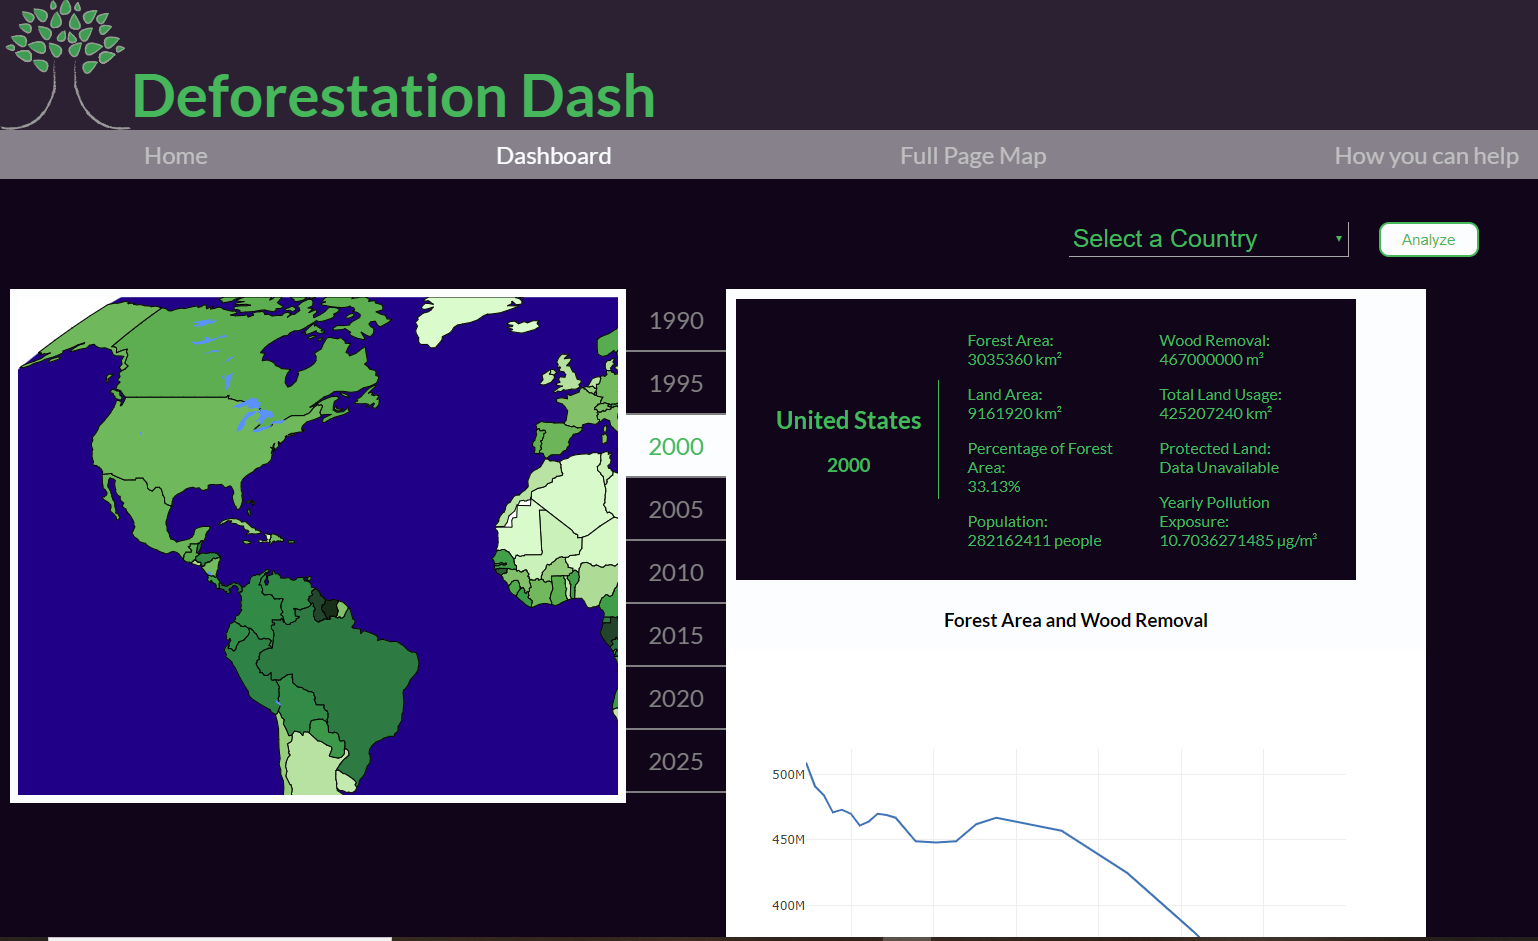 Deforestation Dash
Home
Dashboard
Full Page Map
How you can help
Select a Country
Analyze
1990
1995
2000
2005
2010
2015
2020
2025
United States
2000
Forest Area:
3035360 km²
Land Area:
9161920 km²
Percentage of Forest
Area:
33.13%
Population:
282162411 people
Wood Removal:
467000000 m³
Total Land Usage:
425207240 km²
Protected Land:
Data Unavailable
Yearly Pollution
Exposure:
10.7036271485 µg/m³
Forest Area and Wood Removal
500M
450M
400M